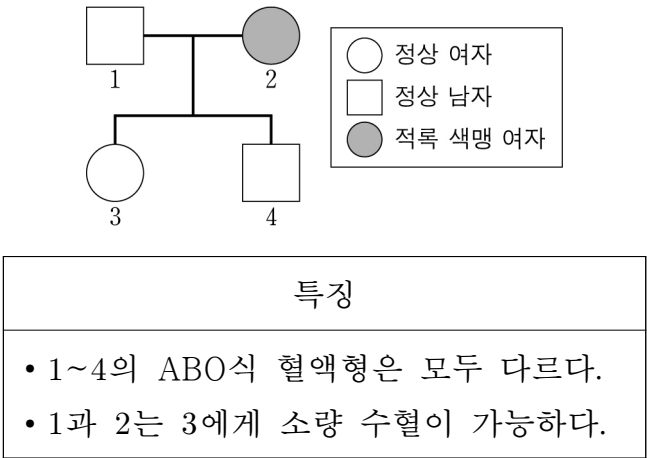 1
2
정상 여자
정상 남자
적록 색맹 여자
3
4
특징
• 1~4의 ABO식 혈액형은 모두 다르다.
• 1과 2는 3에게 소량 수혈이 가능하다.